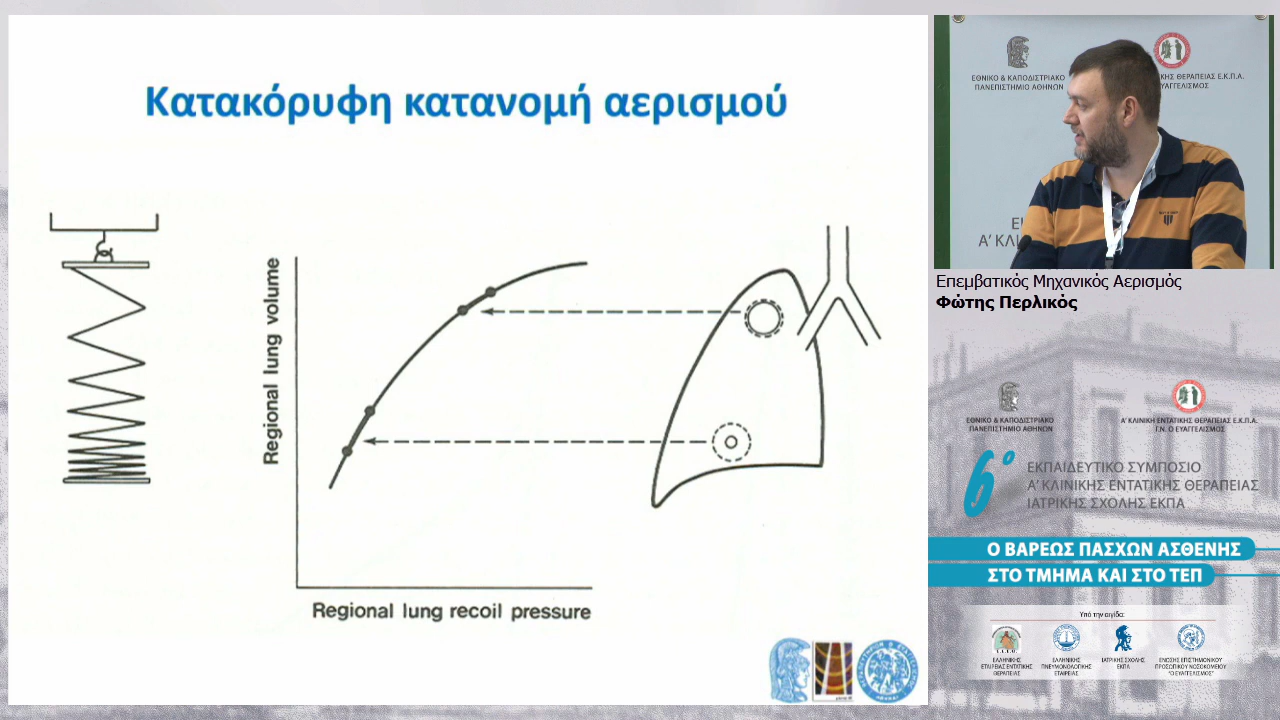 Κατακόρυφη κατανομή αερισμού
Regional lung volume
Regional lung recoil pressure
ΕΘΝΙΚΟ & ΚΑΠΟΔΙΣΤΡΙΑΚΟ
ΠΑΝΕΠΙΣΤΗΜΙΟ ΑΘΗΝΩΝ
ΚΗΣ ΘΕΡΑΠΕΙΑΣ Ε.Κ.Π.Α.
ΕΥΑΓΓΕΛΙΣΜΟΣ
Α' ΚΛΙ
Επεμβατικός Μηχανικός Αερισμός
Φώτης Περλικός
ΕΘΝΙΚΟ & ΚΑΠΟΔΙΣΤΡΙΑΚΟ
ΠΑΝΕΠΙΣΤΗΜΙΟ ΑΘΗΝΩΝ
Α' ΚΛΙΝΙΚΗ ΕΝΤΑΤΙΚΗΣ ΘΕΡΑΠΕΙΑΣ Ε.Κ.Π.Α.
Γ.Ν. Ο ΕΥΑΓΓΕΛΙΣΜΟΣ
6ο
ΕΚΠΑΙΔΕΥΤΙΚΟ ΣΥΜΠΟΣΙΟ
Α' ΚΛΙΝΙΚΗΣ ΕΝΤΑΤΙΚΗΣ ΘΕΡΑΠΕΙΑΣ
ΙΑΤΡΙΚΗΣ ΣΧΟΛΗΣ ΕΚΠΑ
Ο ΒΑΡΕΩΣ ΠΑΣΧΩΝ ΑΣΘΕΝΗΣ
ΣΤΟ ΤΜΗΜΑ ΚΑΙ ΣΤΟ ΤΕΠ
Υπό την αιγίδα:
ΕΛΛΗΝΙΚΗΣ
ΕΤΑΙΡΕΙΑΣ ΕΝΤΑΤΙΚΗΣ
ΘΕΡΑΠΕΙΑΣ
ΕΛΛΗΝΙΚΗΣ
ΠΝΕΥΜΟΝΟΛΟΓΙΚΗΣ
ΕΤΑΙΡΕΙΑΣ
ΙΑΤΡΙΚΗΣ ΣΧΟΛΗΣ
ΕΚΠΑ
ΕΝΩΣΗΣ ΕΠΙΣΤΗΜΟΝΙΚΟΥ
ΠΡΟΣΩΠΙΚΟΥ ΝΟΣΟΚΟΜΕΙΟΥ
"Ο ΕΥΑΓΓΕΛΙΣΜΟΣ"